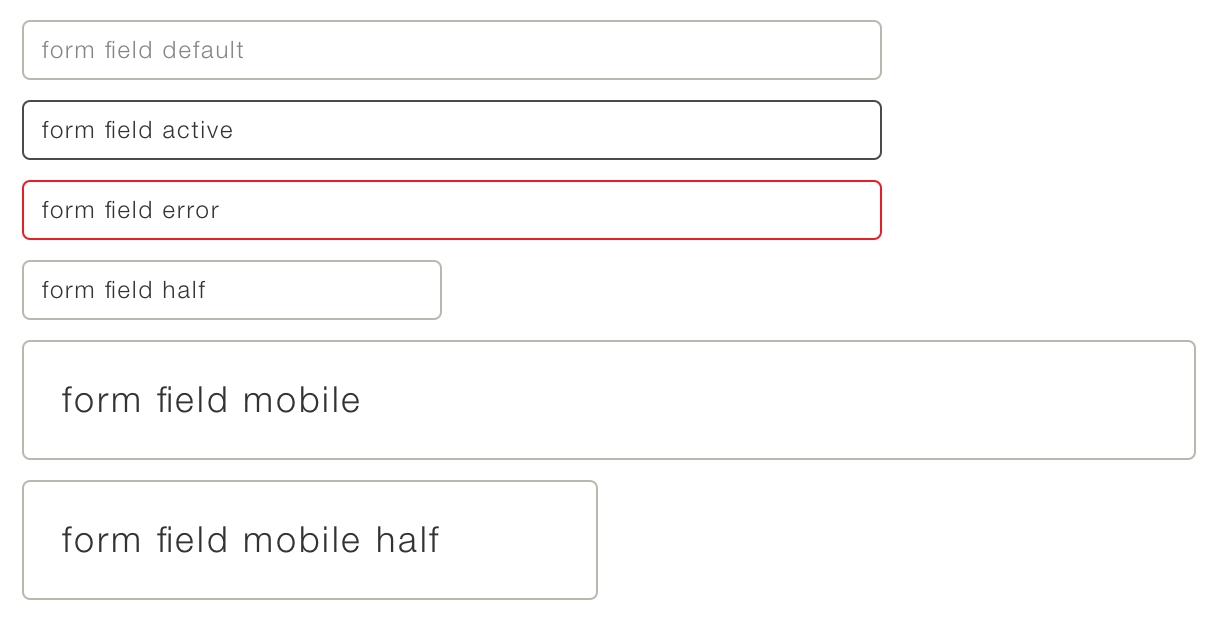 form field default
form field active
form field error
form field half
form field mobile
form field mobile half